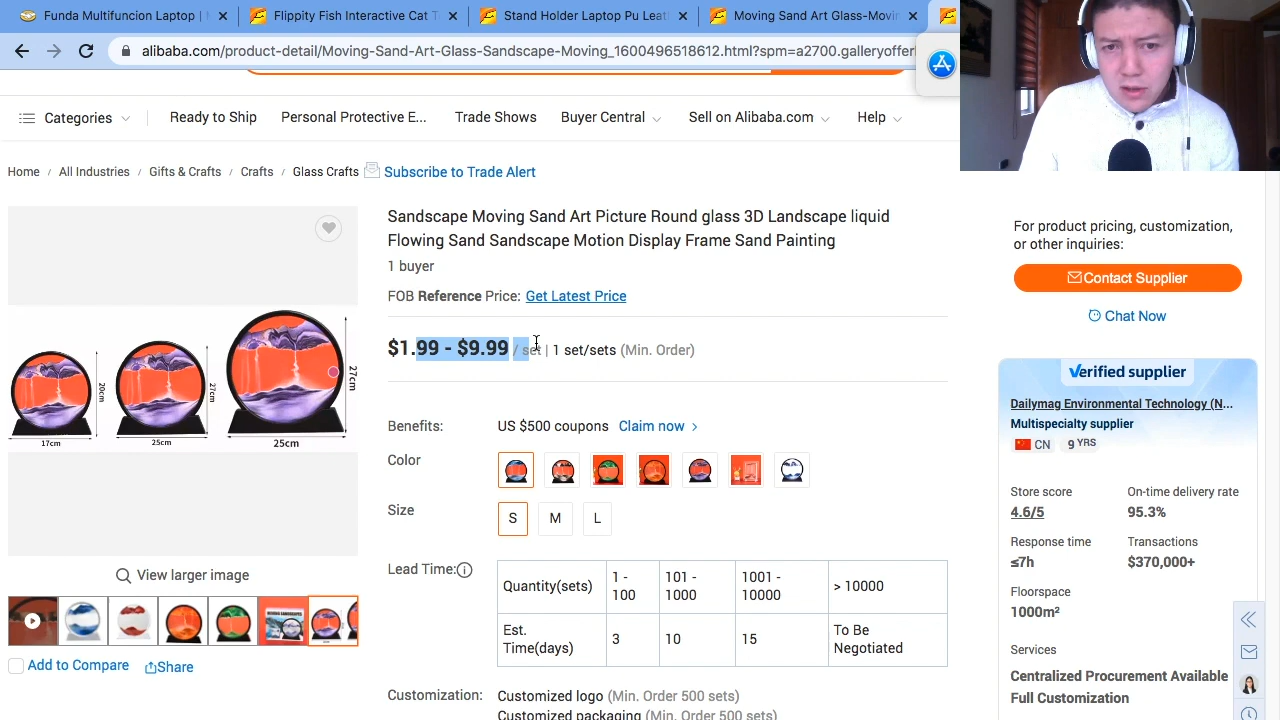 Funda Multifuncion Laptop |
Flippity Fish Interactive Cat T
Stand Holder Laptop Pu Leat
Moving Sand Art Glass-Movin
alibaba.com/product-detail/Moving-Sand-Art-Glass-Sandscape-Moving_1600496518612.html?spm=a2700.galleryoffer
Categories
Ready to Ship
Personal Protective E...
Trade Shows
Buyer Central
Sell on Alibaba.com
Help
Home / All Industries / Gifts & Crafts / Crafts / Glass Crafts
Subscribe to Trade Alert
Sandscape Moving Sand Art Picture Round glass 3D Landscape liquid
Flowing Sand Sandscape Motion Display Frame Sand Painting
1 buyer
FOB Reference Price: Get Latest Price
$1.99 - $9.99 / set | 1 set/sets (Min. Order)
20cm
27cm
27cm
17cm
25cm
25cm
Benefits: US $500 coupons Claim now >
Color
Size S M L
View larger image
Lead Time:
Quantity(sets) 1 - 100 101 - 1000 1001 - 10000 > 10000
Est. Time(days) 3 10 15 To Be Negotiated
Add to Compare
Share
Customization: Customized logo (Min. Order 500 sets)
Customized packaging (Min. Order 500 sets)
For product pricing, customization,
or other inquiries:
Contact Supplier
Chat Now
Verified supplier
Dailymag Environmental Technology (N...
Multispecialty supplier
CN 9 YRS
Store score On-time delivery rate
4.6/5 95.3%
Response time Transactions
≤7h $370,000+
Floorspace
1000m²
Services
Centralized Procurement Available
Full Customization